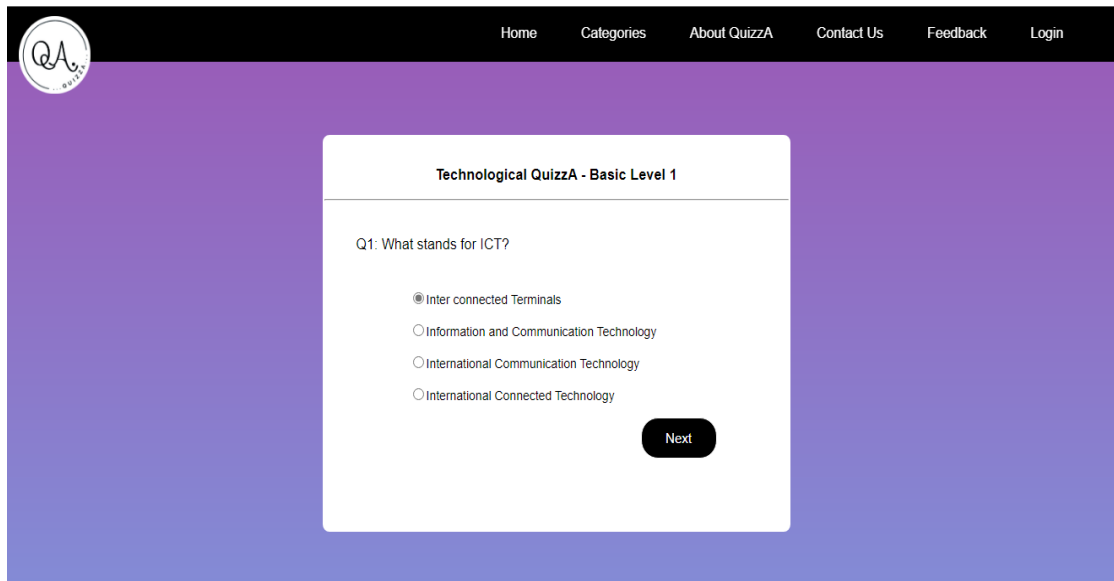 Home Categories About QuizzA Contact Us Feedback Login
QA.
...QUIZZA...
Technological QuizzA - Basic Level 1
Q1: What stands for ICT?
Inter connected Terminals
Information and Communication Technology
International Communication Technology
International Connected Technology
Next